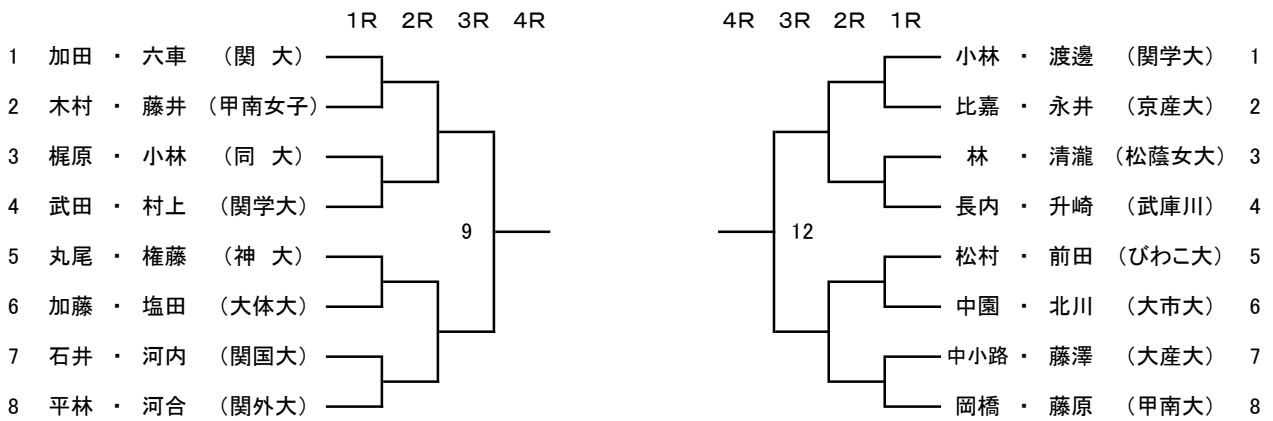 1R 2R 3R 4R
1 加田 ・ 六車 （関 大）
2 木村 ・ 藤井 （甲南女子）
3 梶原 ・ 小林 （同 大）
4 武田 ・ 村上 （関学大）
9
5 丸尾 ・ 権藤 （神 大）
6 加藤 ・ 塩田 （大体大）
7 石井 ・ 河内 （関国大）
8 平林 ・ 河合 （関外大）
4R 3R 2R 1R
小林 ・ 渡邊 （関学大） 1
比嘉 ・ 永井 （京産大） 2
林 ・ 清瀧 （松蔭女大） 3
長内 ・ 升崎 （武庫川） 4
12
松村 ・ 前田 （びわこ大） 5
中園 ・ 北川 （大市大） 6
中小路 ・ 藤澤 （大産大） 7
岡橋 ・ 藤原 （甲南大） 8